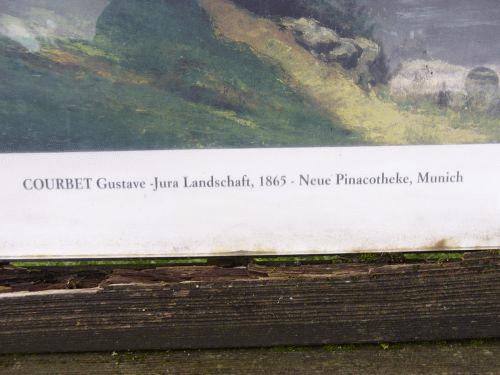 COURBET Gustave -Jura Landschaft, 1865 - Neue Pinacotheke, Munich